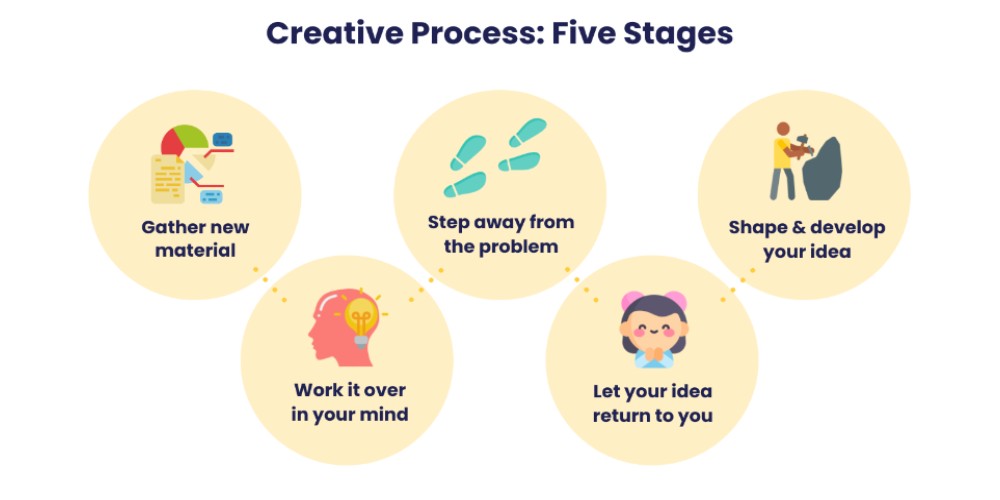 Creative Process: Five Stages
Gather new
material
Work it over
in your mind
Step away from
the problem
Let your idea
return to you
Shape & develop
your idea